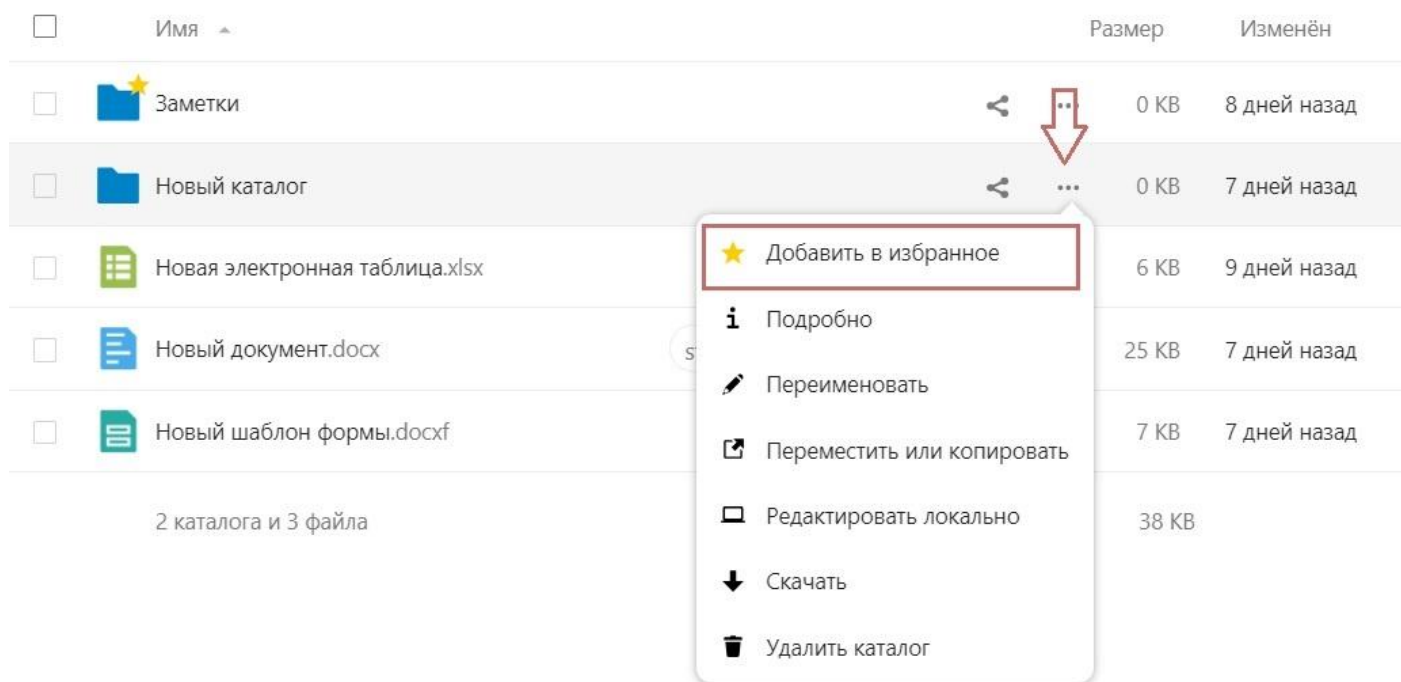 Имя Размер Изменён
Заметки 0 KB 8 дней назад
Новый каталог 0 KB 7 дней назад
Новая электронная таблица.xlsx 6 KB 9 дней назад
Новый документ.docx 25 KB 7 дней назад
Новый шаблон формы.docxf 7 KB 7 дней назад
2 каталога и 3 файла 38 KB
Добавить в избранное
Подробно
Переименовать
Переместить или копировать
Редактировать локально
Скачать
Удалить каталог